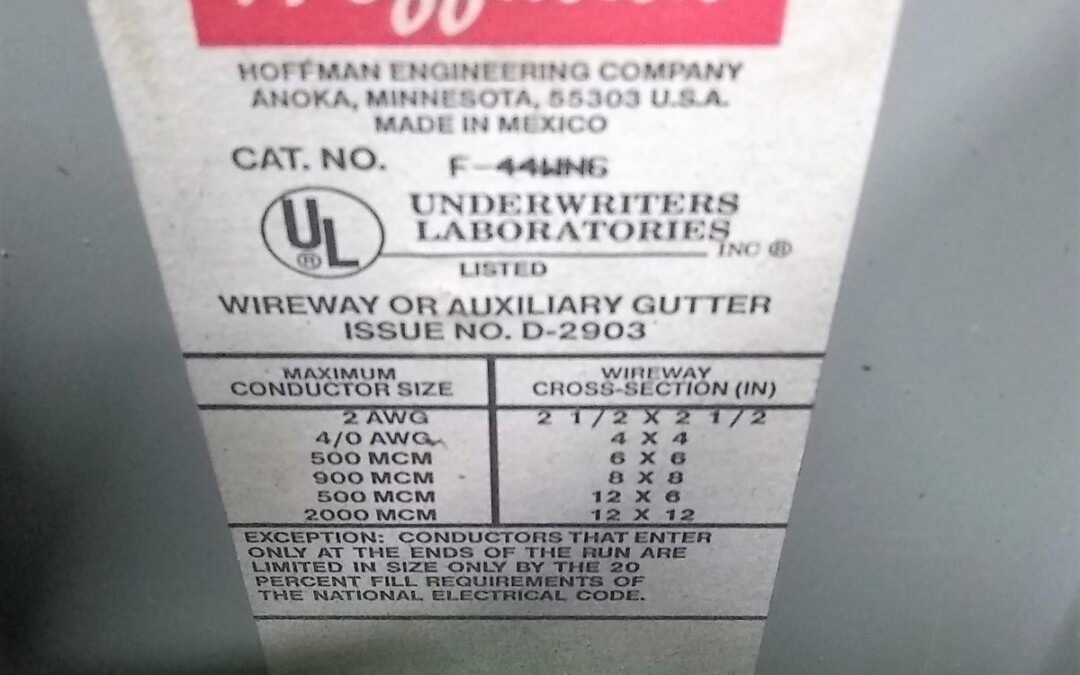 HOFFMAN ENGINEERING COMPANY
ANOKA, MINNESOTA, 55303 U.S.A.
MADE IN MEXICO
CAT. NO. F-44WNG
UL®
UNDERWRITERS
LABORATORIES
INC ®
LISTED
WIREWAY OR AUXILIARY GUTTER
ISSUE NO. D-2903
MAXIMUM CONDUCTOR SIZE
WIREWAY CROSS-SECTION (IN)
2 AWG 2 1/2 X 2 1/2
4/0 AWG 4 X 4
500 MCM 6 X 6
900 MCM 8 X 8
500 MCM 12 X 6
2000 MCM 12 X 12
EXCEPTION: CONDUCTORS THAT ENTER
ONLY AT THE ENDS OF THE RUN ARE
LIMITED IN SIZE ONLY BY THE 20
PERCENT FILL REQUIREMENTS OF
THE NATIONAL ELECTRICAL CODE.